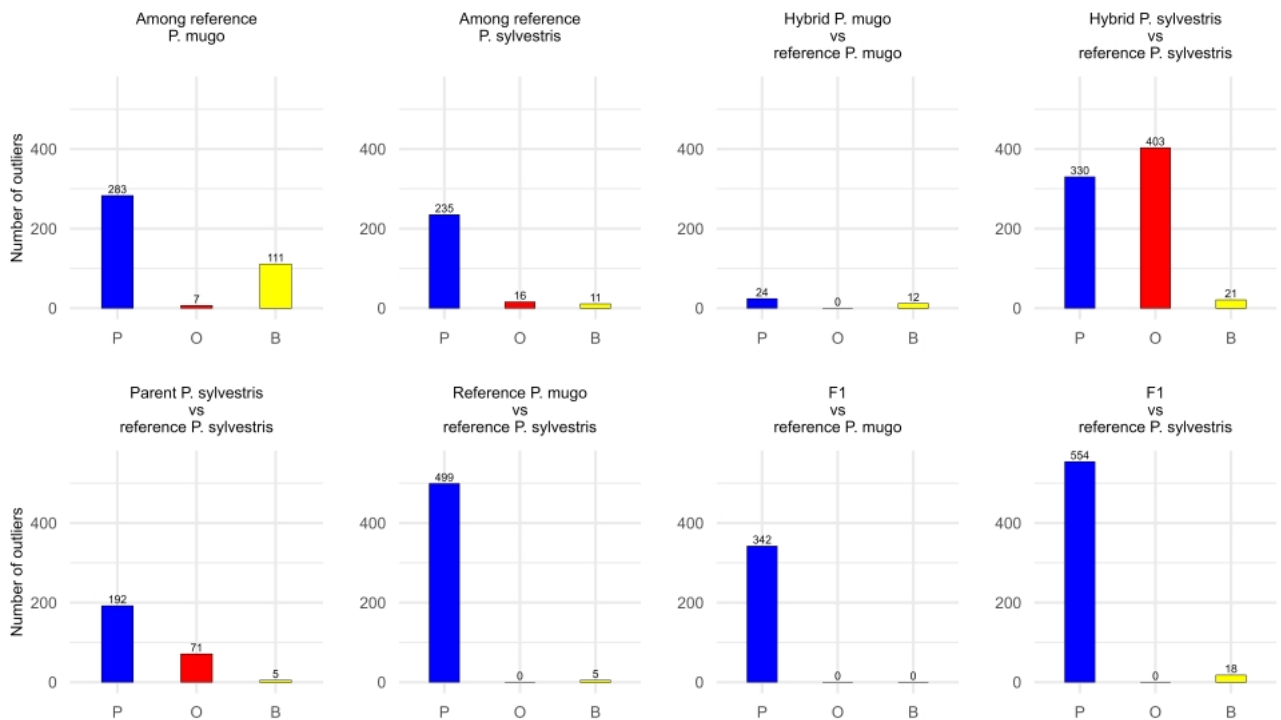 Among reference
P. mugo
Number of outliers
400
200
0
283
7
111
P O B
Among reference
P. sylvestris
400
200
0
235
16
11
P O B
Hybrid P. mugo
vs
reference P. mugo
400
200
0
24
0
12
P O B
Hybrid P. sylvestris
vs
reference P. sylvestris
400
200
0
330
403
21
P O B
Parent P. sylvestris
vs
reference P. sylvestris
Number of outliers
400
200
0
192
71
5
P O B
Reference P. mugo
vs
reference P. sylvestris
400
200
0
499
0
5
P O B
F1
vs
reference P. mugo
400
200
0
342
0
0
P O B
F1
vs
reference P. sylvestris
400
200
0
554
0
18
P O B